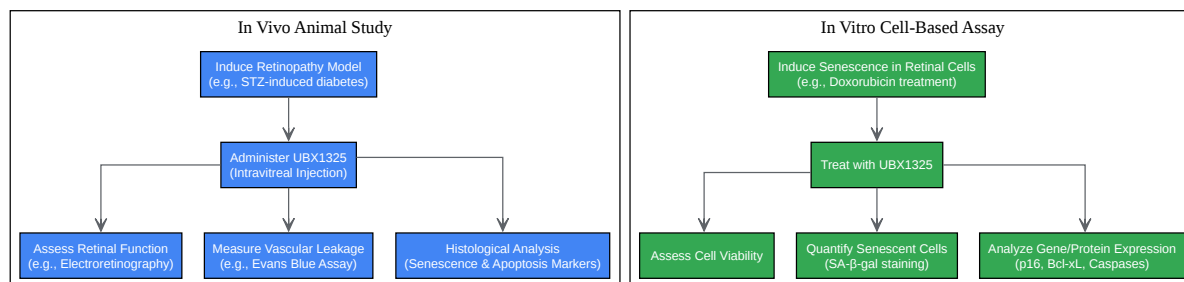 In Vivo Animal Study
Induce Retinopathy Model
(e.g., STZ-induced diabetes)
Administer UBX1325
(Intravitreal Injection)
Assess Retinal Function
(e.g., Electroretinography)
Measure Vascular Leakage
(e.g., Evans Blue Assay)
Histological Analysis
(Senescence & Apoptosis Markers)
In Vitro Cell-Based Assay
Induce Senescence in Retinal Cells
(e.g., Doxorubicin treatment)
Treat with UBX1325
Assess Cell Viability
Quantify Senescent Cells
(SA-β-gal staining)
Analyze Gene/Protein Expression
(p16, Bcl-xL, Caspases)